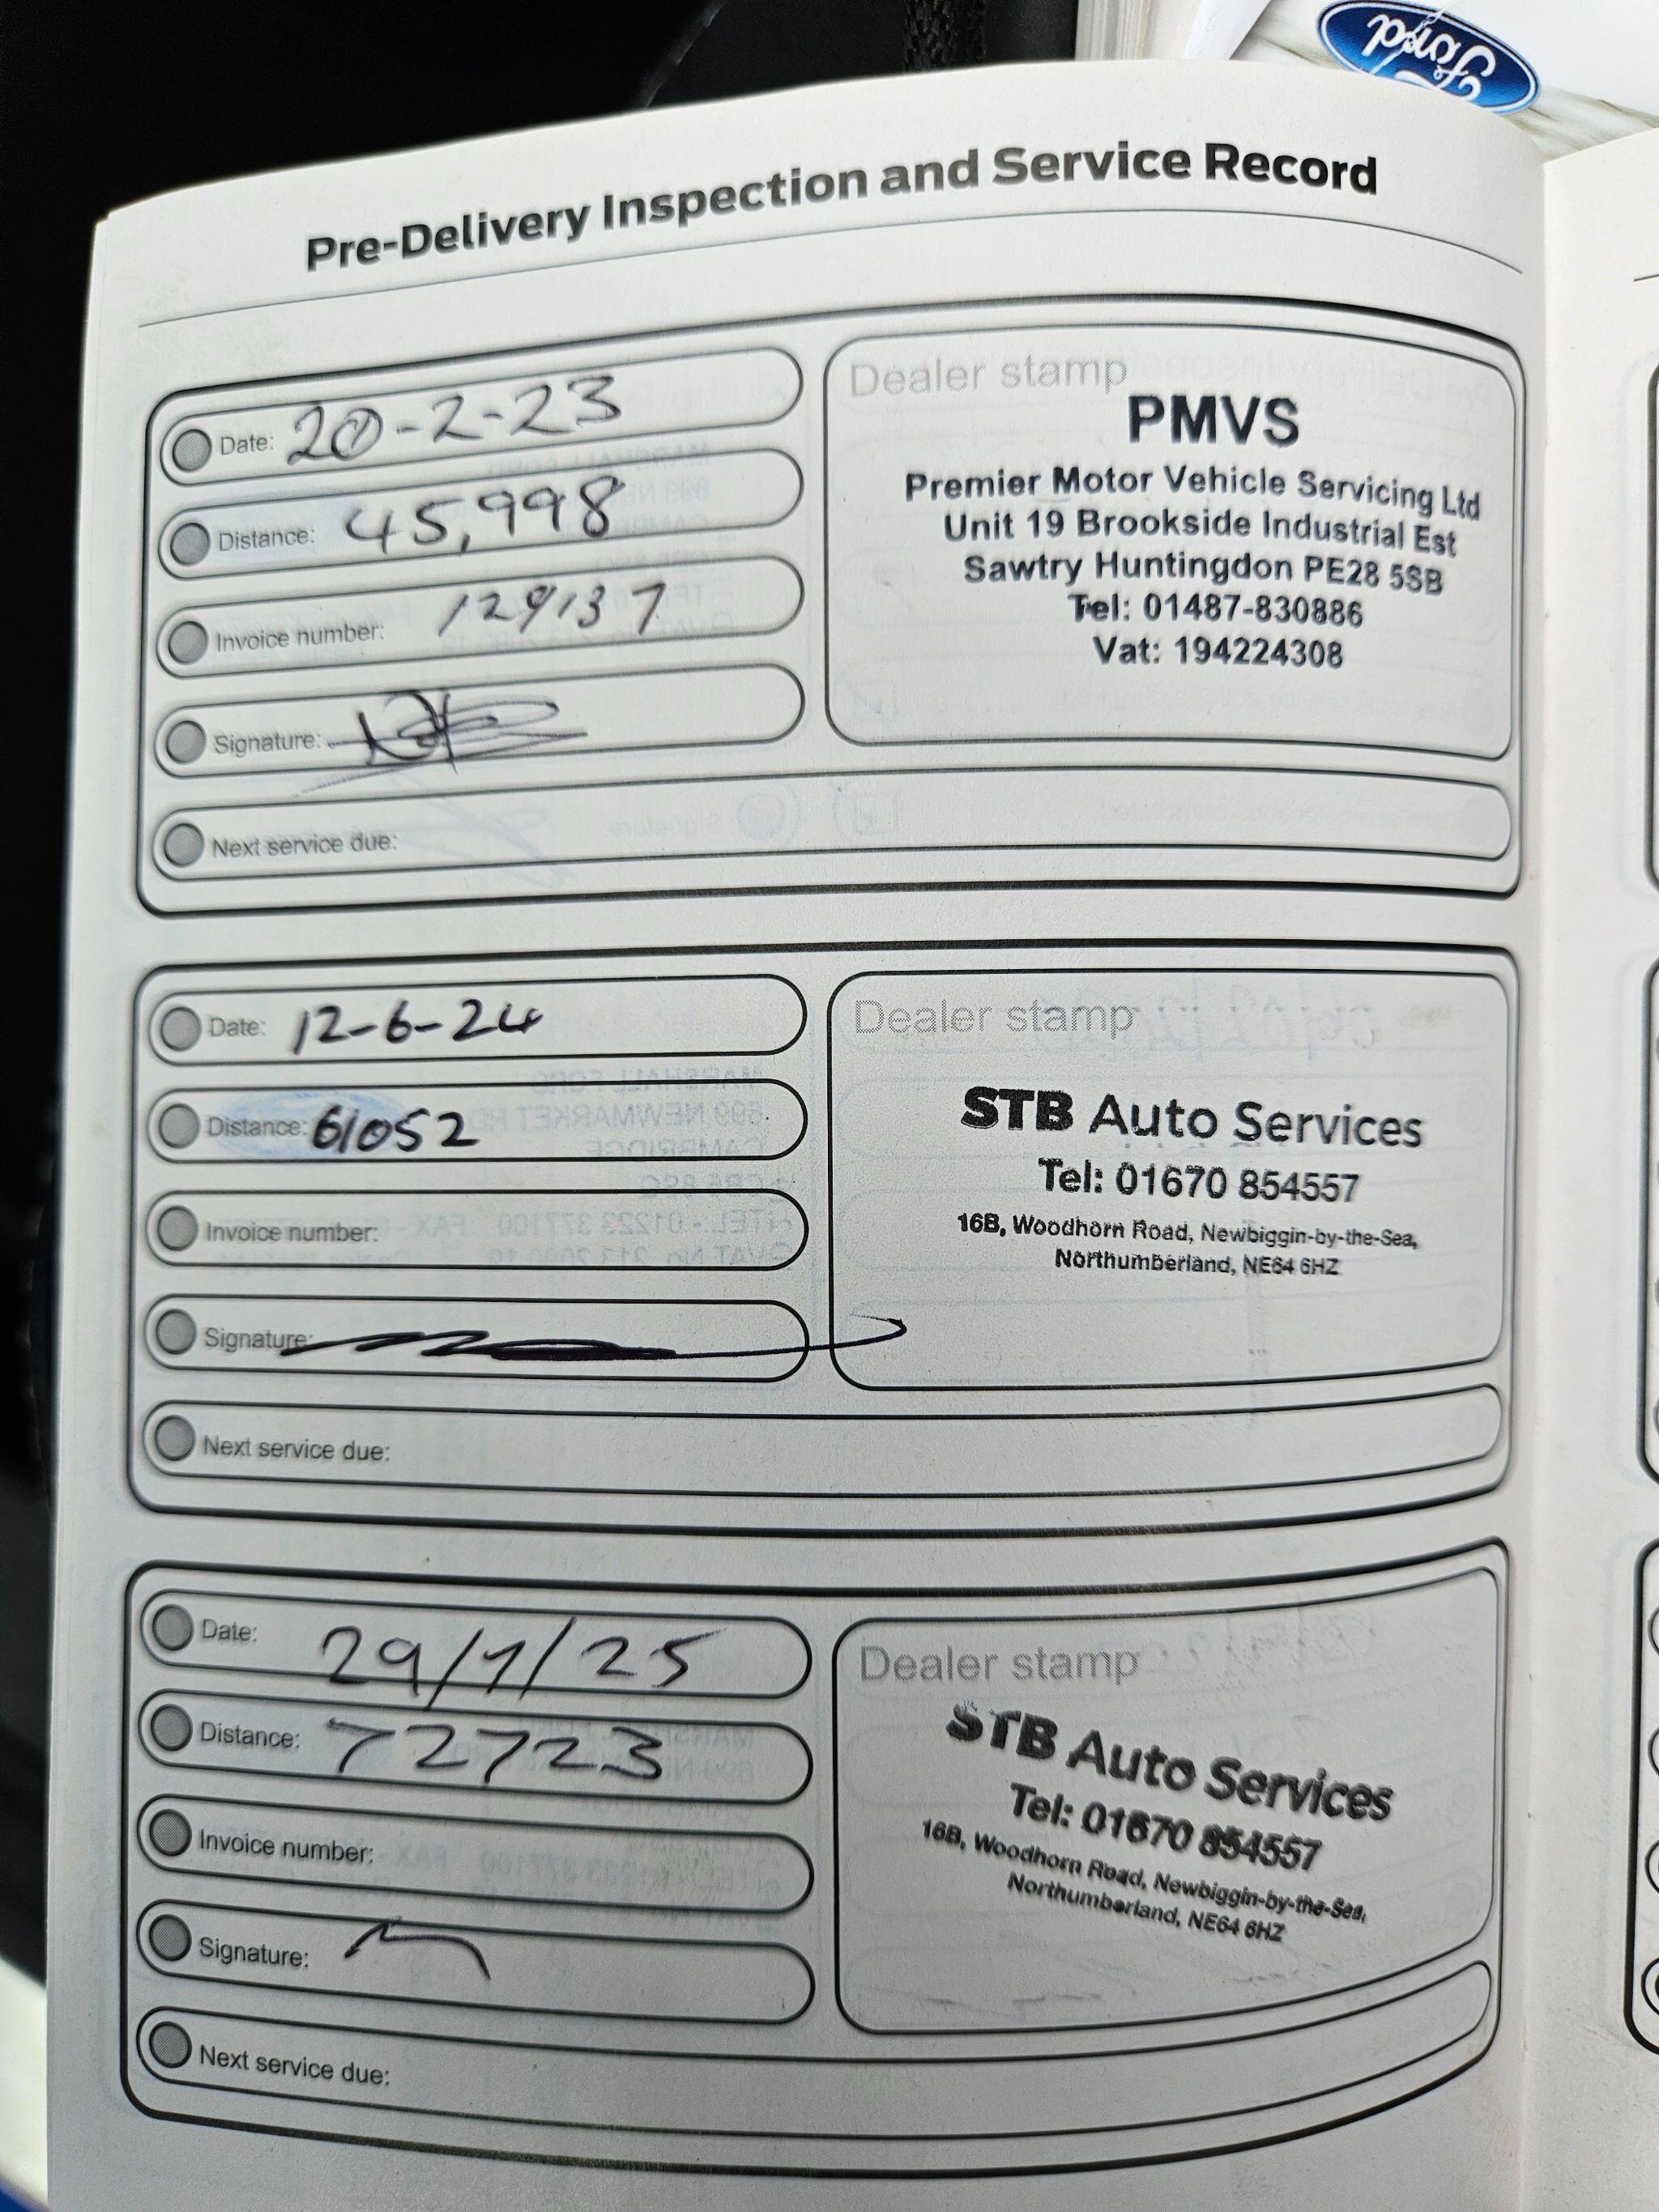 Ford
Pre-Delivery Inspection and Service Record
Date: 20-2-23
Distance: 45,998
Invoice number: 129137
Signature:
Next service due:
Dealer stamp
PMVS
Premier Motor Vehicle Servicing Ltd
Unit 19 Brookside Industrial Est
Sawtry Huntingdon PE28 5SB
Tel: 01487-830886
Vat: 194224308
Date: 12-6-24
Distance: 61052
Invoice number:
Signature:
Next service due:
Dealer stamp
STB Auto Services
Tel: 01670 854557
16B, Woodhorn Road, Newbiggin-by-the-Sea,
Northumberland, NE64 6HZ
Date: 29/1/25
Distance: 72723
Invoice number:
Signature:
Next service due:
Dealer stamp
STB Auto Services
Tel: 01670 854557
16B, Woodhorn Road, Newbiggin-by-the-Sea,
Northumberland, NE64 6HZ